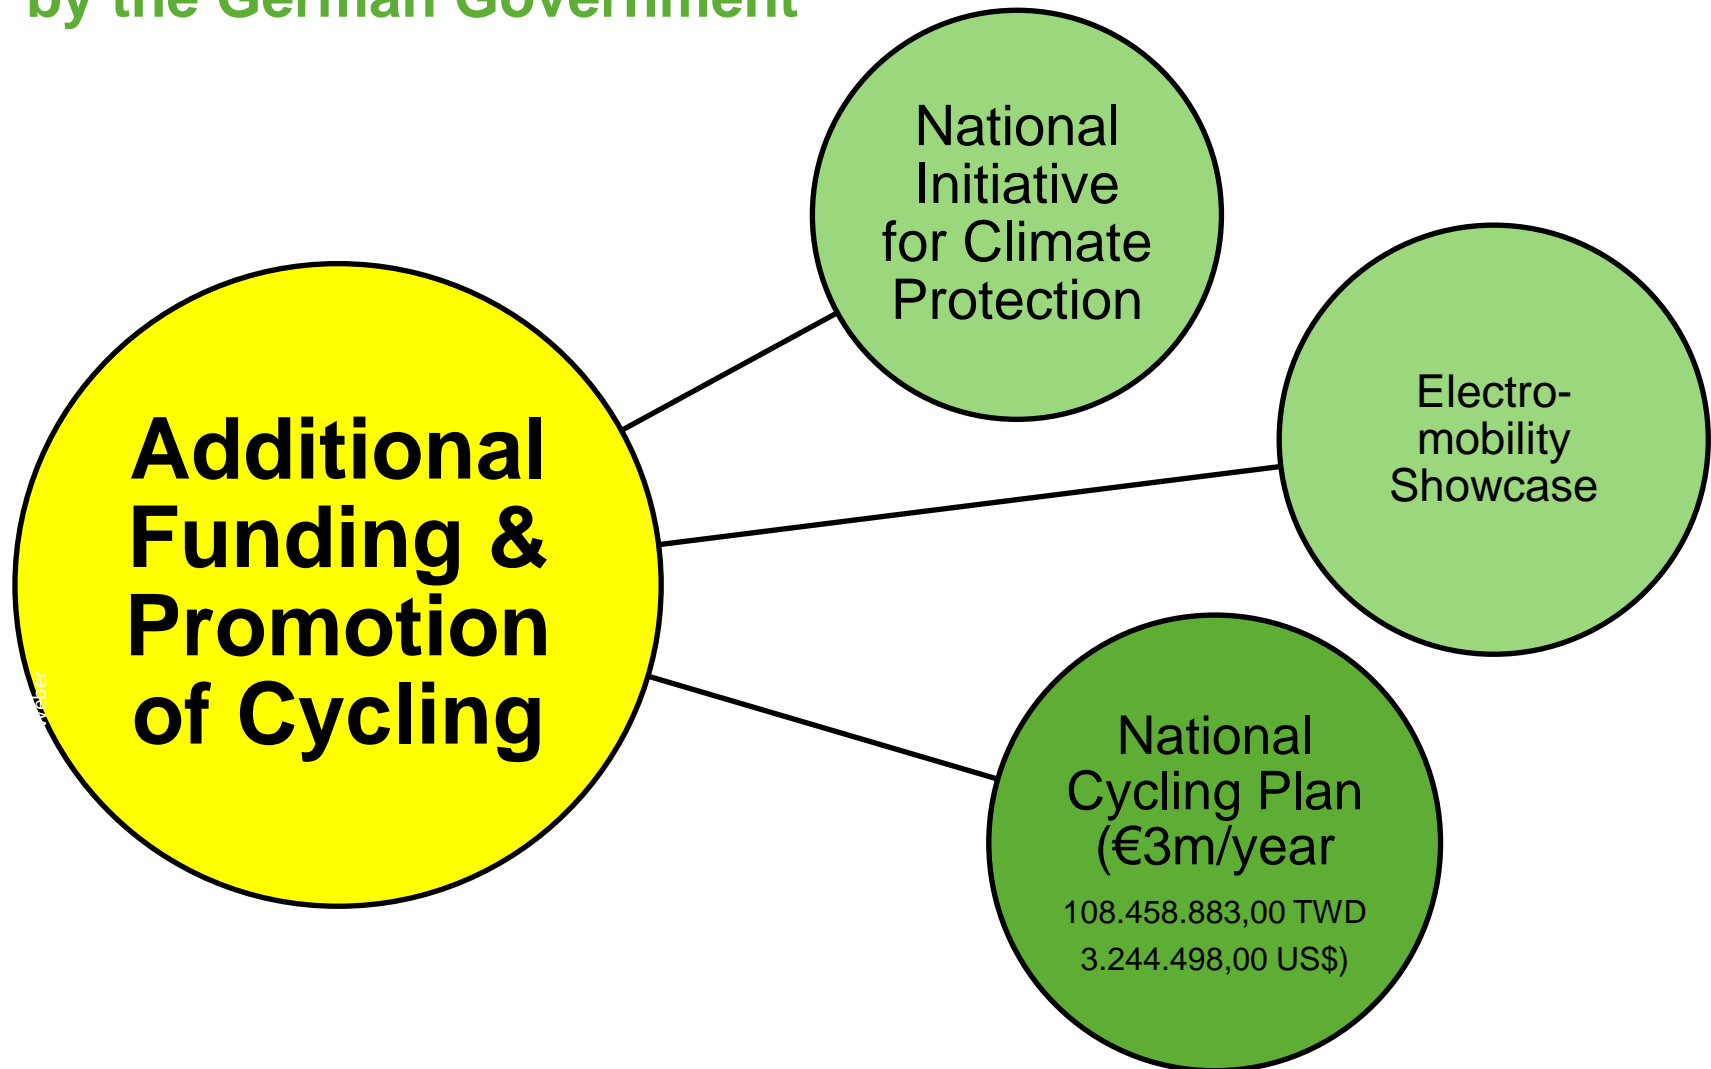 by the German Government
National
Initiative
for Climate
Protection
Electro-
mobility
Showcase
Additional
Funding &
Promotion
of Cycling
National
Cycling Plan
(€3m/year
108.458.883,00 TWD
3.244.498,00 US$)